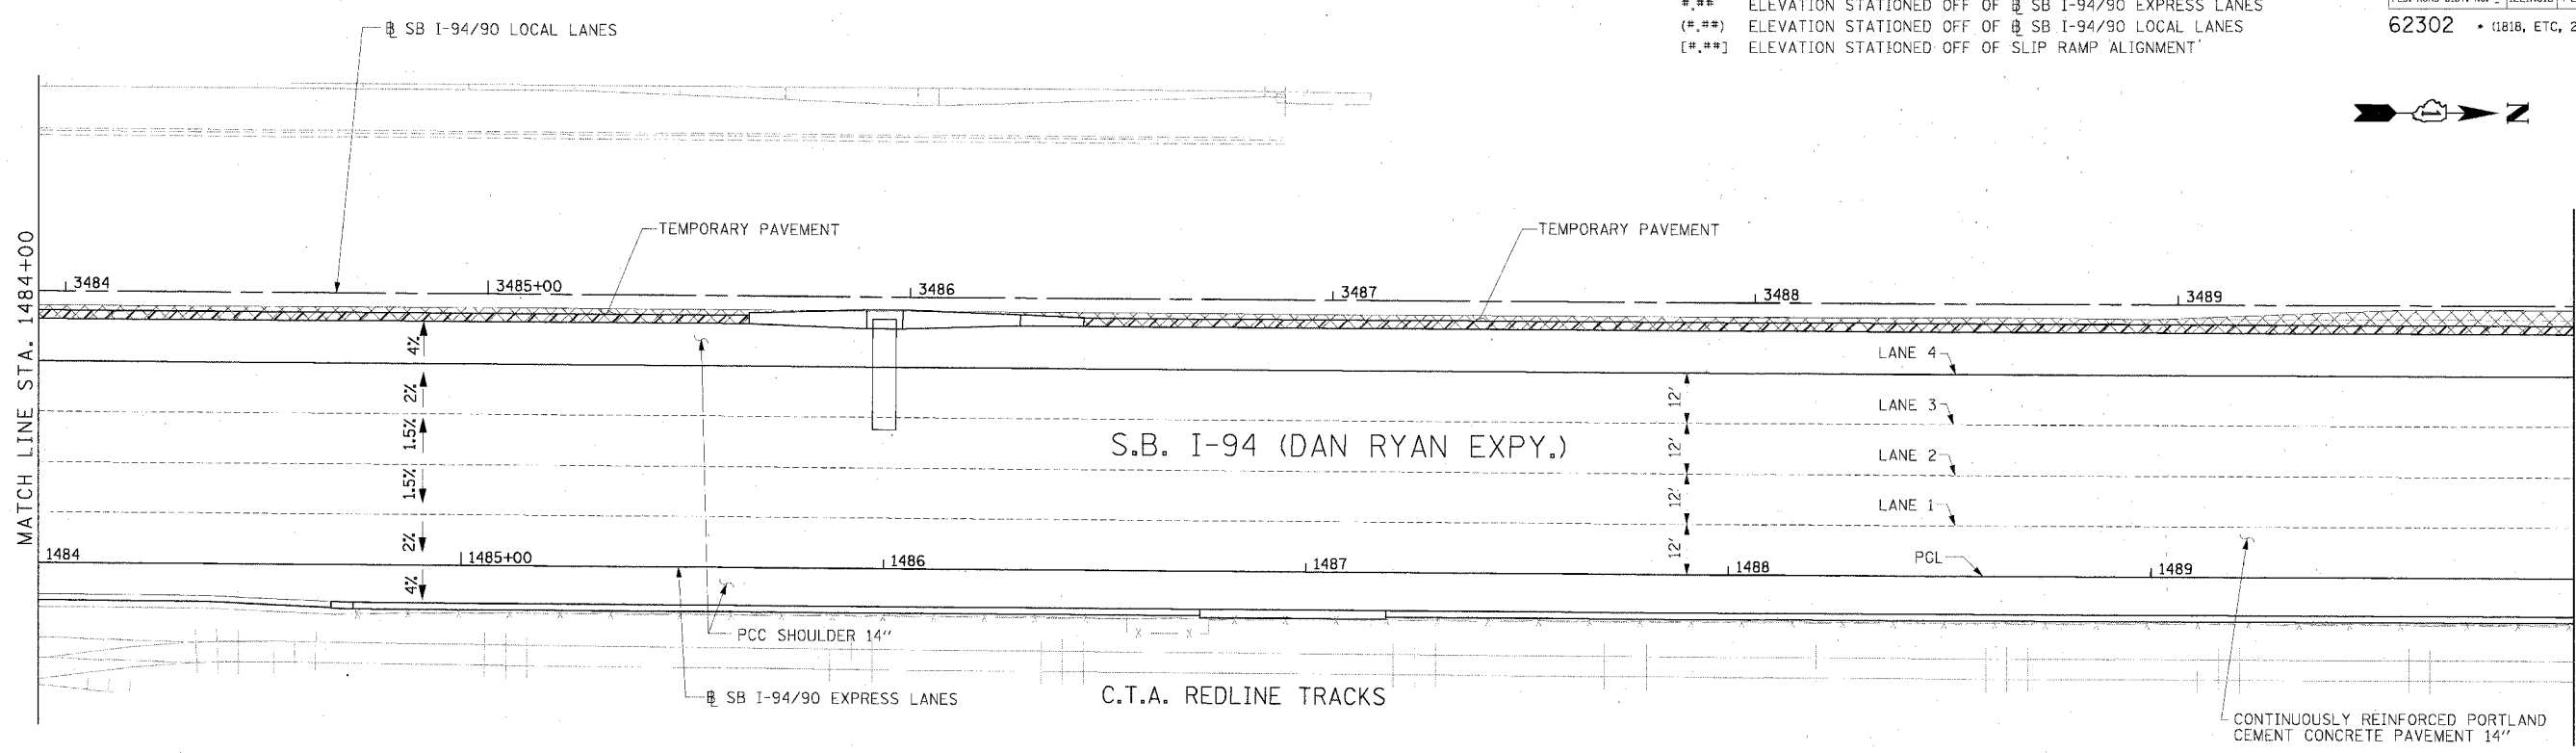 #.## ELEVATION STATIONED OFF OF ℄ SB I-94/90 EXPRESS LANES
(#.##) ELEVATION STATIONED OFF OF ℄ SB I-94/90 LOCAL LANES
[#.##] ELEVATION STATIONED OFF OF SLIP RAMP ALIGNMENT
62302 * (1818, ETC, 2
℄ SB I-94/90 LOCAL LANES
N
TEMPORARY PAVEMENT
TEMPORARY PAVEMENT
MATCH LINE STA. 1484+00
3484
3485+00
3486
3487
3488
3489
4%
2%
1.5%
1.5%
2%
4%
LANE 4
LANE 3
LANE 2
LANE 1
PGL
12'
12'
12'
12'
S.B. I-94 (DAN RYAN EXPY.)
1484
1485+00
1486
1487
1488
1489
PCC SHOULDER 14"
X X
℄ SB I-94/90 EXPRESS LANES
C.T.A. REDLINE TRACKS
CONTINUOUSLY REINFORCED PORTLAND
CEMENT CONCRETE PAVEMENT 14"